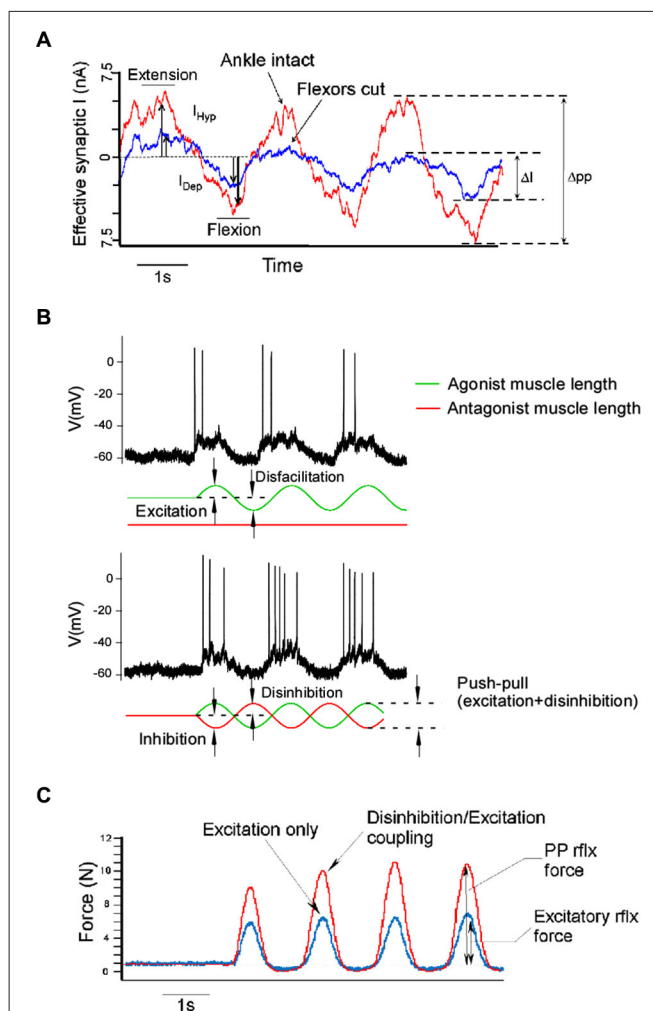 A
Effective synaptic I (nA)
7.5
0
7.5
Extension
I Hyp
I Dep
Flexion
Ankle intact
Flexors cut
ΔI
Δpp
1s
Time
B
V(mV)
0
-20
-40
-60
Agonist muscle length
Antagonist muscle length
Disfacilitation
Excitation
V(mV)
0
-20
-40
-60
Disinhibition
Inhibition
Push-pull
(excitation+disinhibition)
C
Force (N)
12
8
6
4
2
0
Excitation only
Disinhibition/Excitation
coupling
PP rflx
force
Excitatory rflx
force
1s